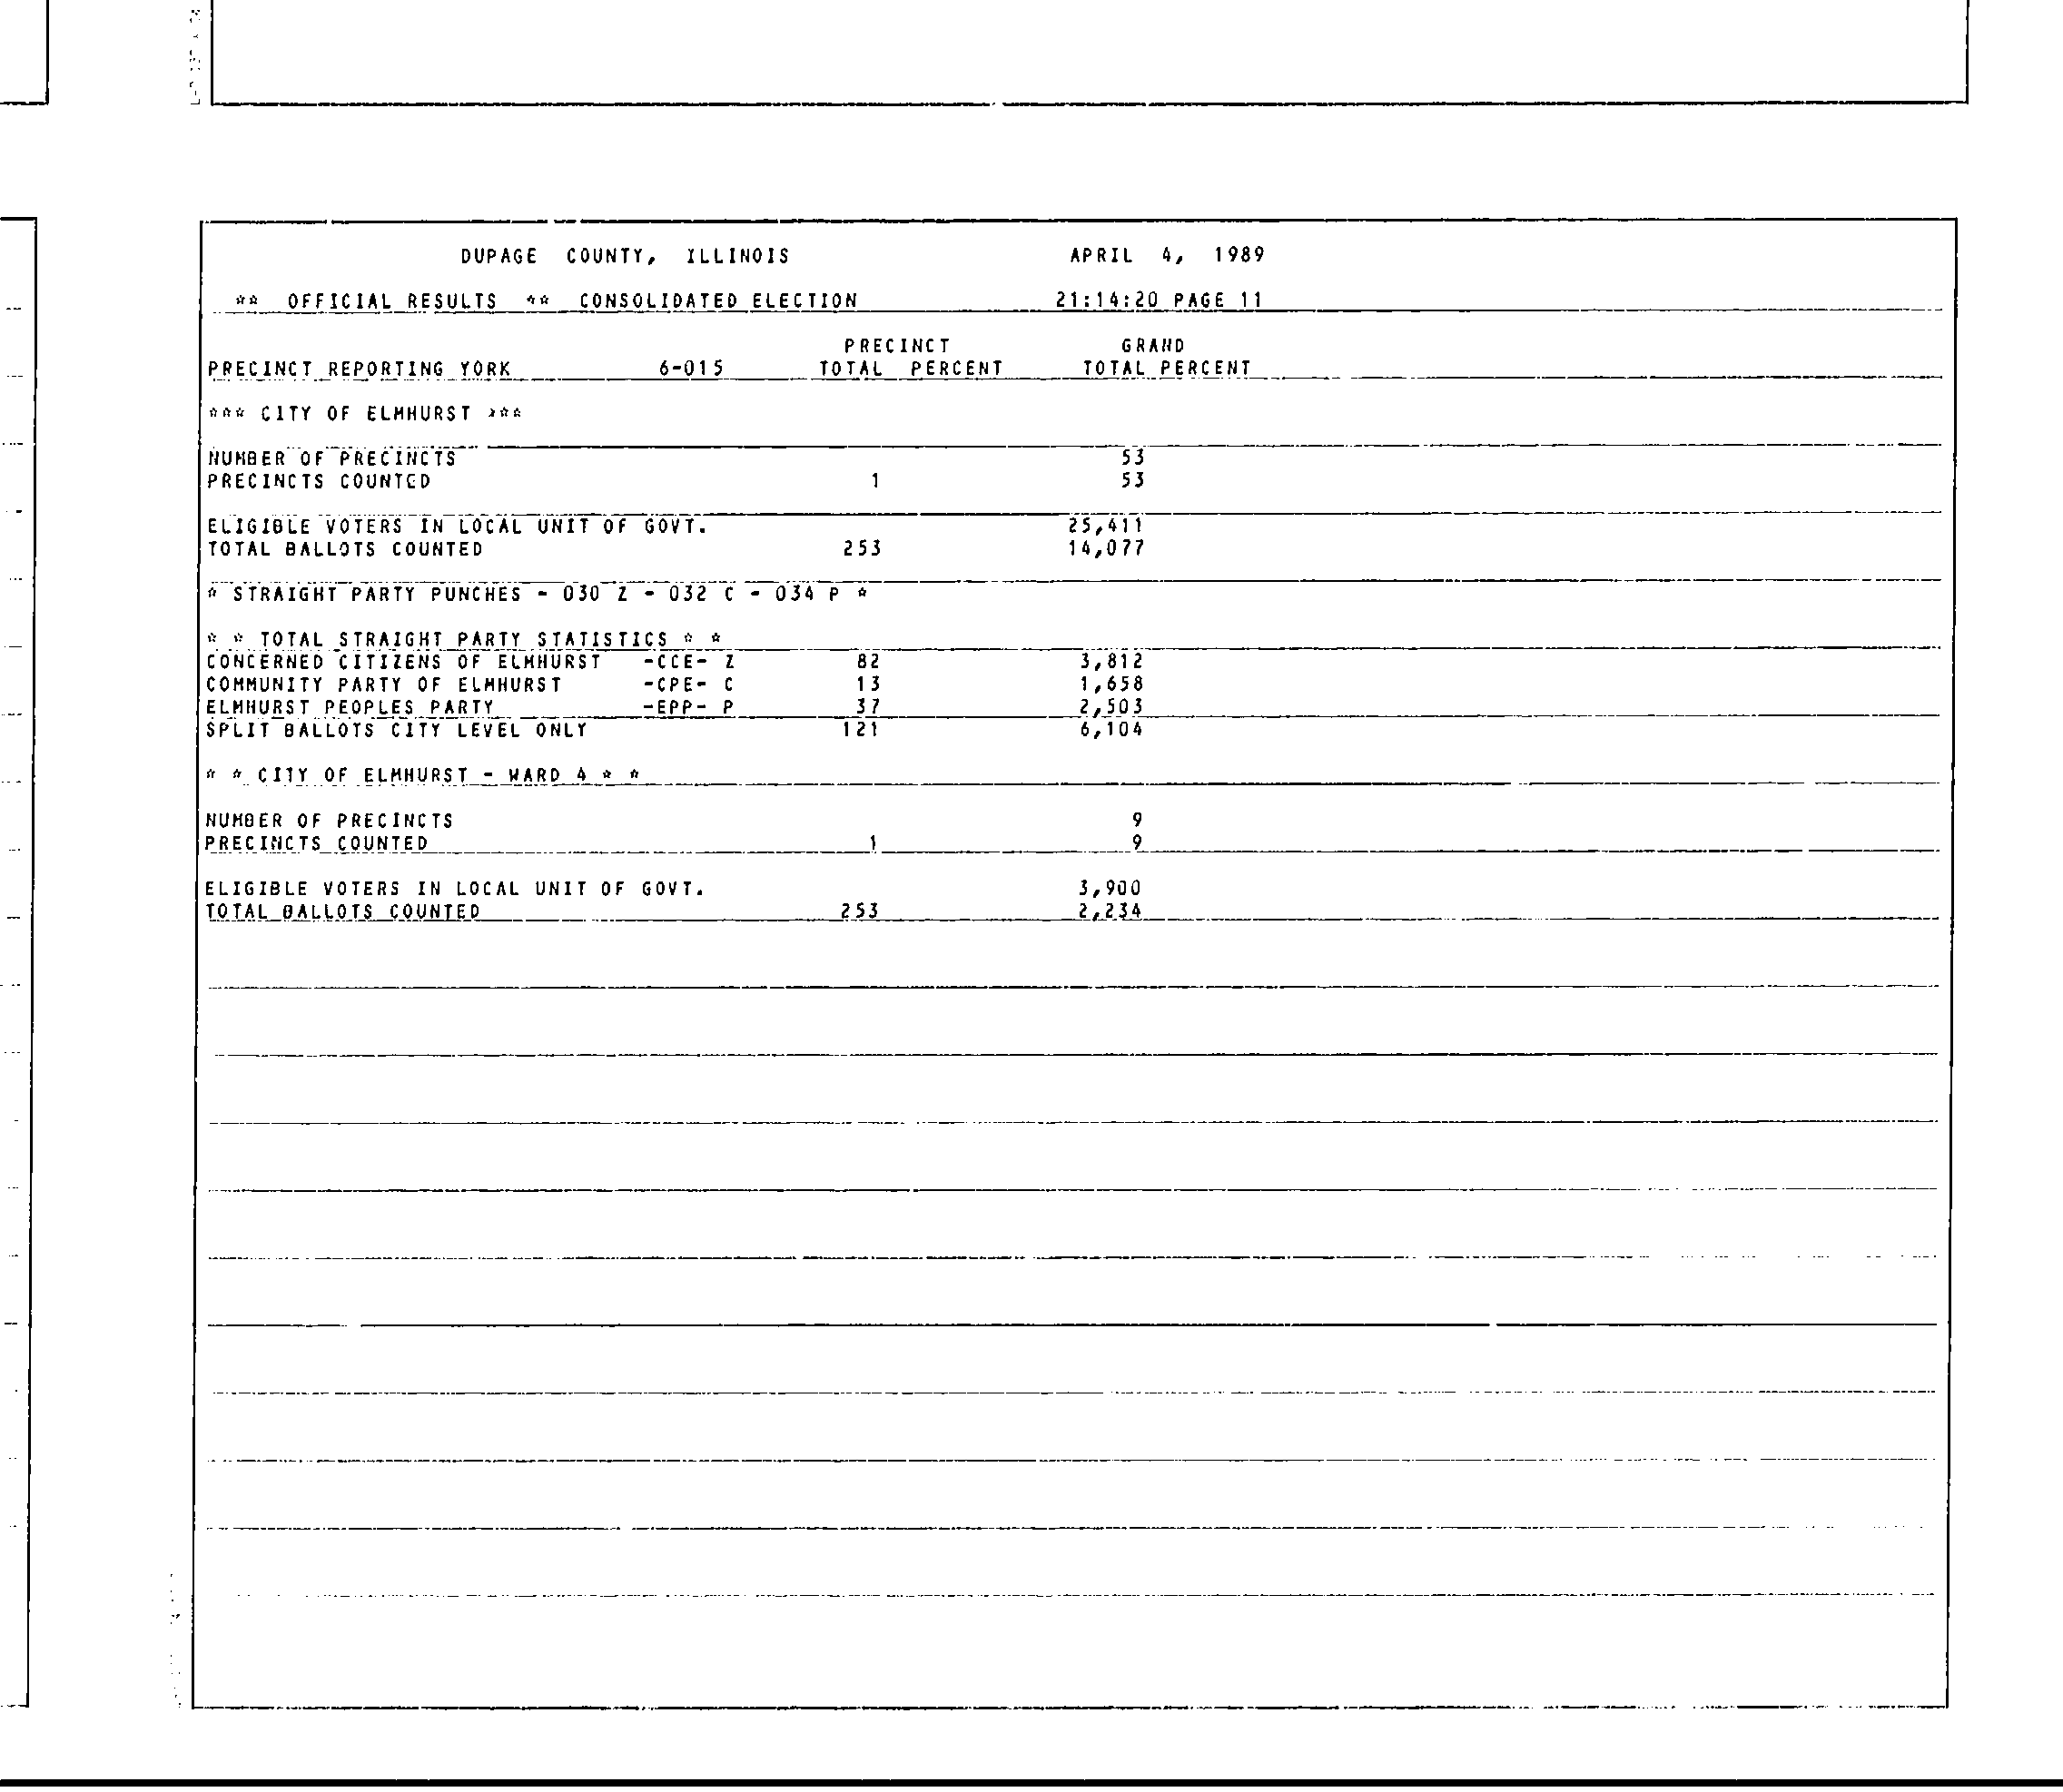 DUPAGE COUNTY, ILLINOIS APRIL 4, 1989
** OFFICIAL RESULTS ** CONSOLIDATED ELECTION 21:14:20 PAGE 11
PRECINCT GRAND
PRECINCT REPORTING YORK 6-015 TOTAL PERCENT TOTAL PERCENT
*** CITY OF ELMHURST ***
NUMBER OF PRECINCTS 53
PRECINCTS COUNTED 1 53
ELIGIBLE VOTERS IN LOCAL UNIT OF GOVT. 25,411
TOTAL BALLOTS COUNTED 253 14,077
* STRAIGHT PARTY PUNCHES - 030 Z - 032 C - 034 P *
* * TOTAL STRAIGHT PARTY STATISTICS * *
CONCERNED CITIZENS OF ELMHURST -CCE- Z 82 3,812
COMMUNITY PARTY OF ELMHURST -CPE- C 13 1,658
ELMHURST PEOPLES PARTY -EPP- P 37 2,503
SPLIT BALLOTS CITY LEVEL ONLY 121 6,104
* * CITY OF ELMHURST - WARD 4 * *
NUMBER OF PRECINCTS 9
PRECINCTS COUNTED 1 9
ELIGIBLE VOTERS IN LOCAL UNIT OF GOVT. 3,900
TOTAL BALLOTS COUNTED 253 2,234